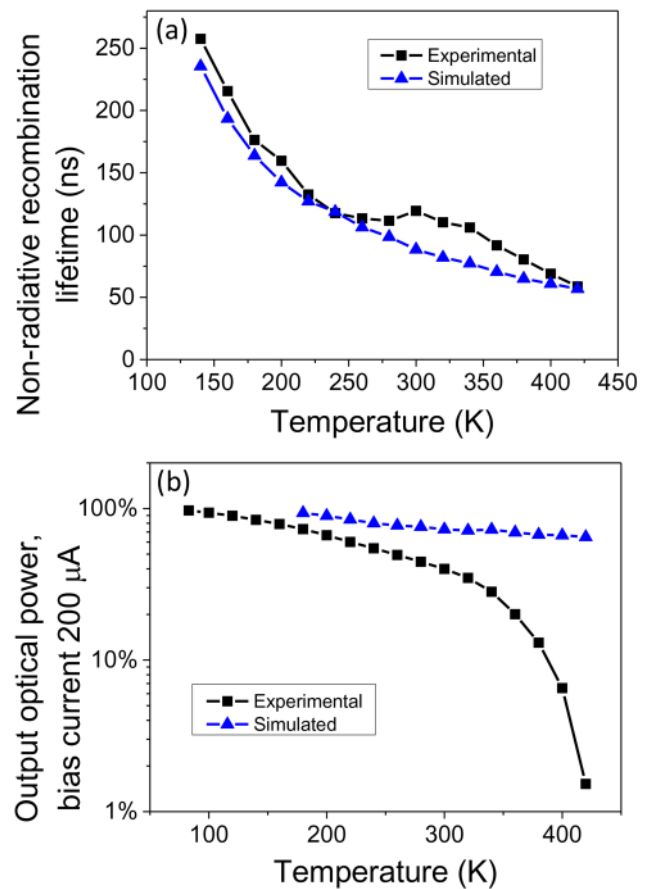 (a)
Non-radiative recombination
lifetime (ns)
250
200
150
100
50
0
Experimental
Simulated
100 150 200 250 300 350 400 450
Temperature (K)
(b)
Output optical power,
bias current 200 μA
100%
10%
1%
Experimental
Simulated
100 200 300 400
Temperature (K)